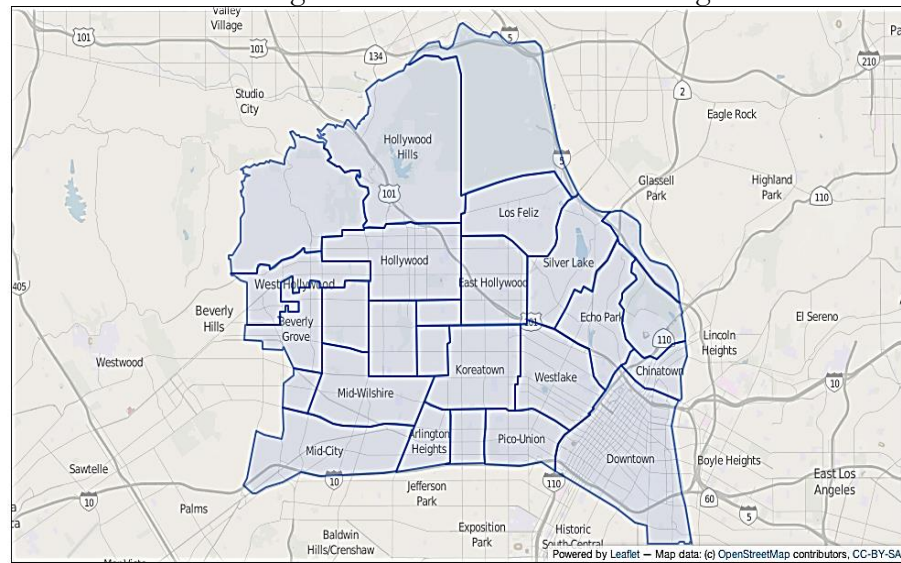 Valley
Village
101
101
134
5
Pa
210
Studio
City
2
Eagle Rock
Hollywood
Hills
5
Glassell
Park
Highland
Park
110
101
Los Feliz
Hollywood
Silver Lake
West Hollywood
East Hollywood
405
Beverly
Hills
Beverly
Grove
101
Echo Park
El Sereno
110
Lincoln
Heights
Westwood
Koreatown
Westlake
Chinatown
10
Mid-Wilshire
Arlington
Heights
Pico-Union
Mid-City
Downtown
Boyle Heights
Sawtelle
10
East Los
Angeles
10
Jefferson
Park
110
60
5
Palms
Baldwin
Hills/Crenshaw
Exposition
Park
Historic
South-Central
Powered by Leaflet — Map data: (c) OpenStreetMap contributors, CC-BY-SA